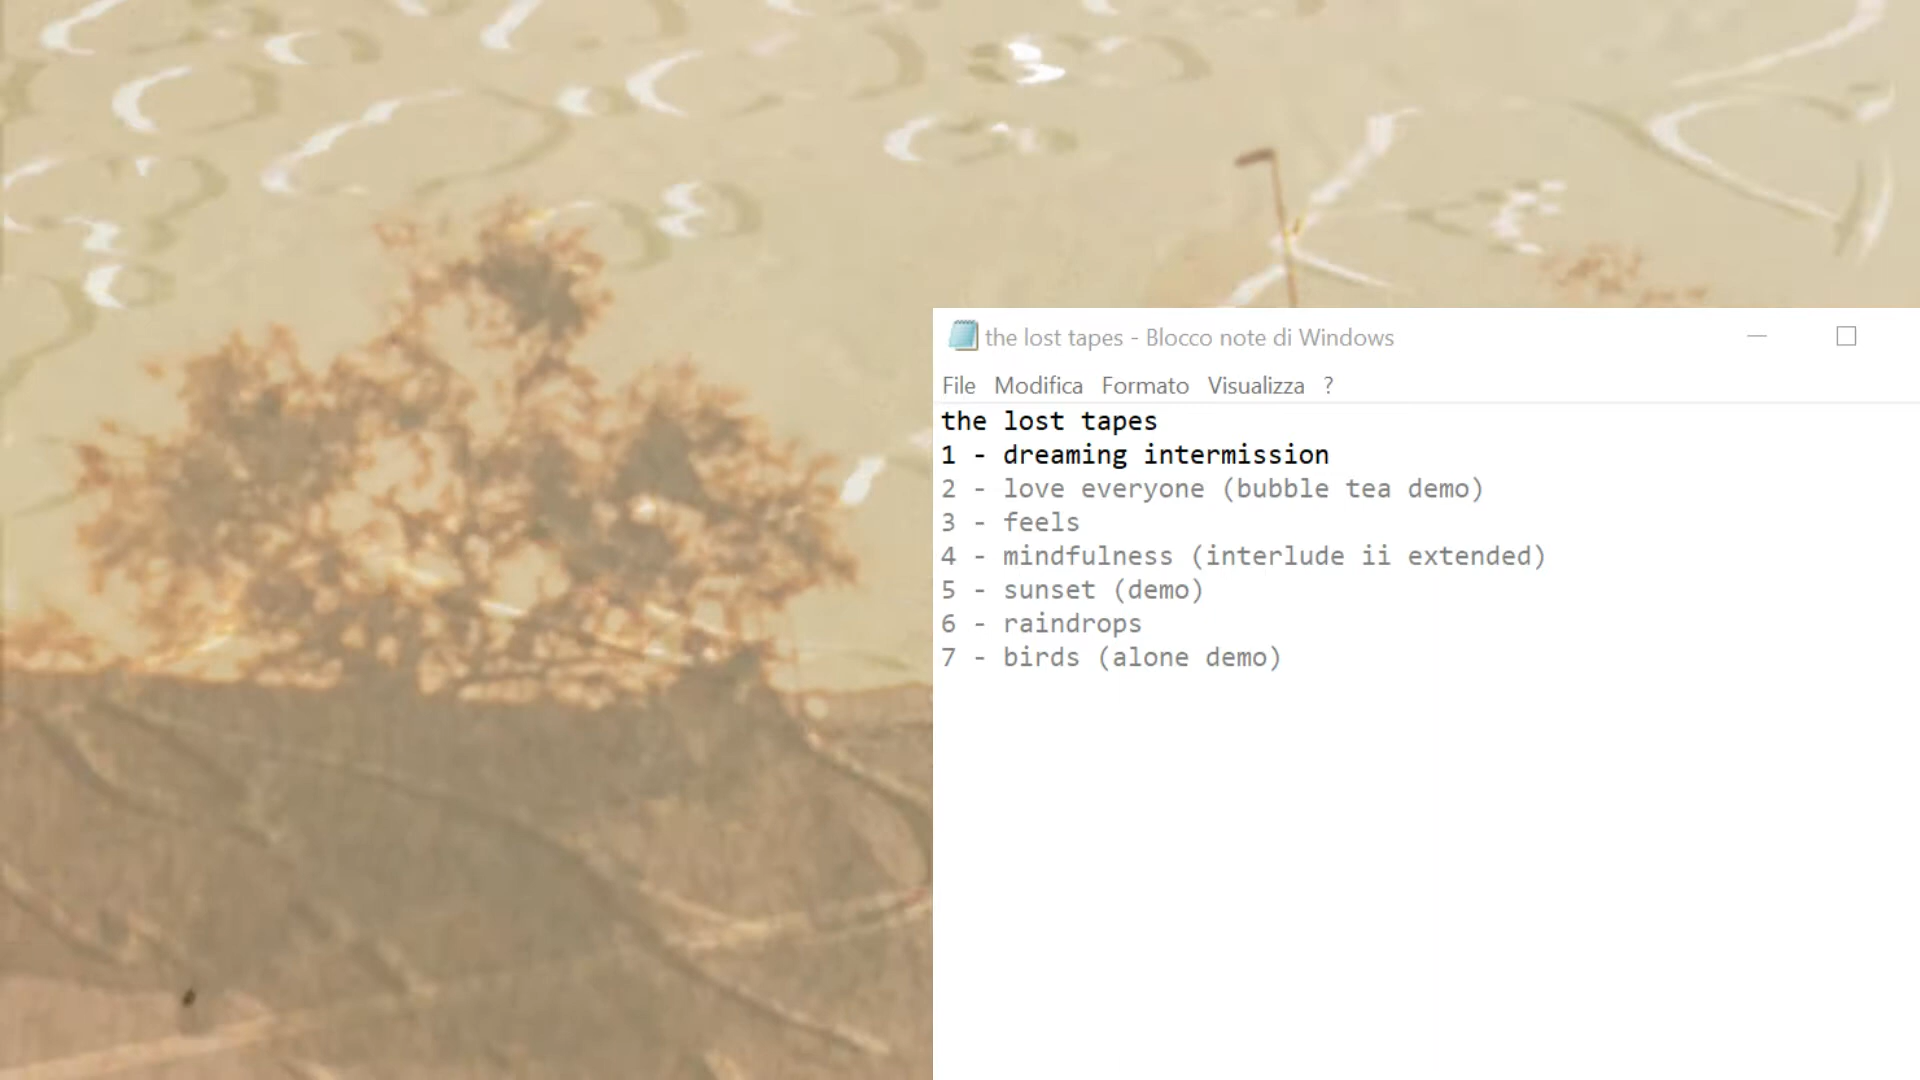 the lost tapes - Blocco note di Windows
File Modifica Formato Visualizza ?
the lost tapes
1 - dreaming intermission
2 - love everyone (bubble tea demo)
3 - feels
4 - mindfulness (interlude ii extended)
5 - sunset (demo)
6 - raindrops
7 - birds (alone demo)